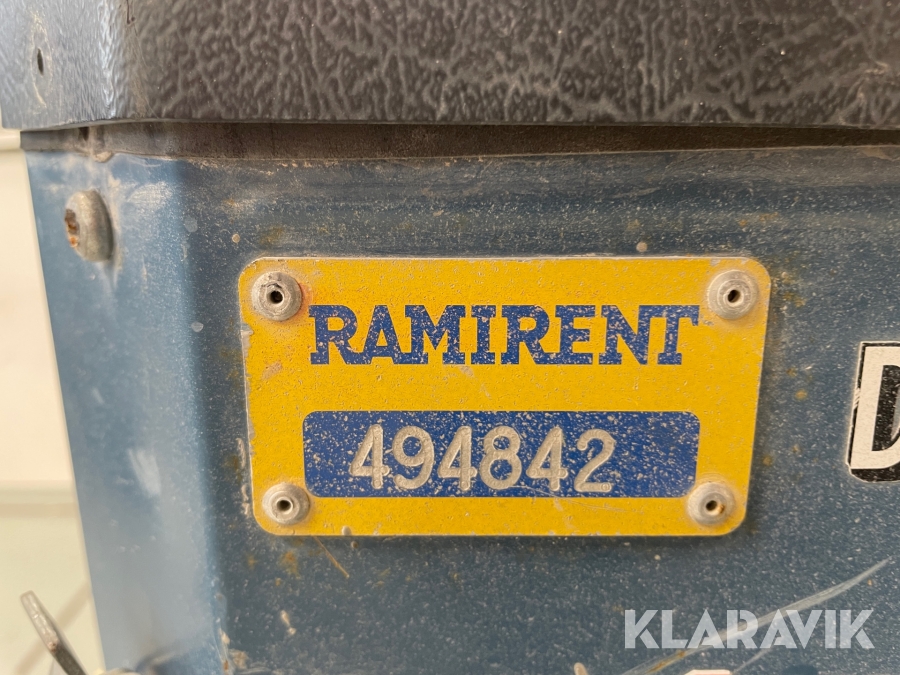 RAMIRENT
494842
D
KLARAVIK